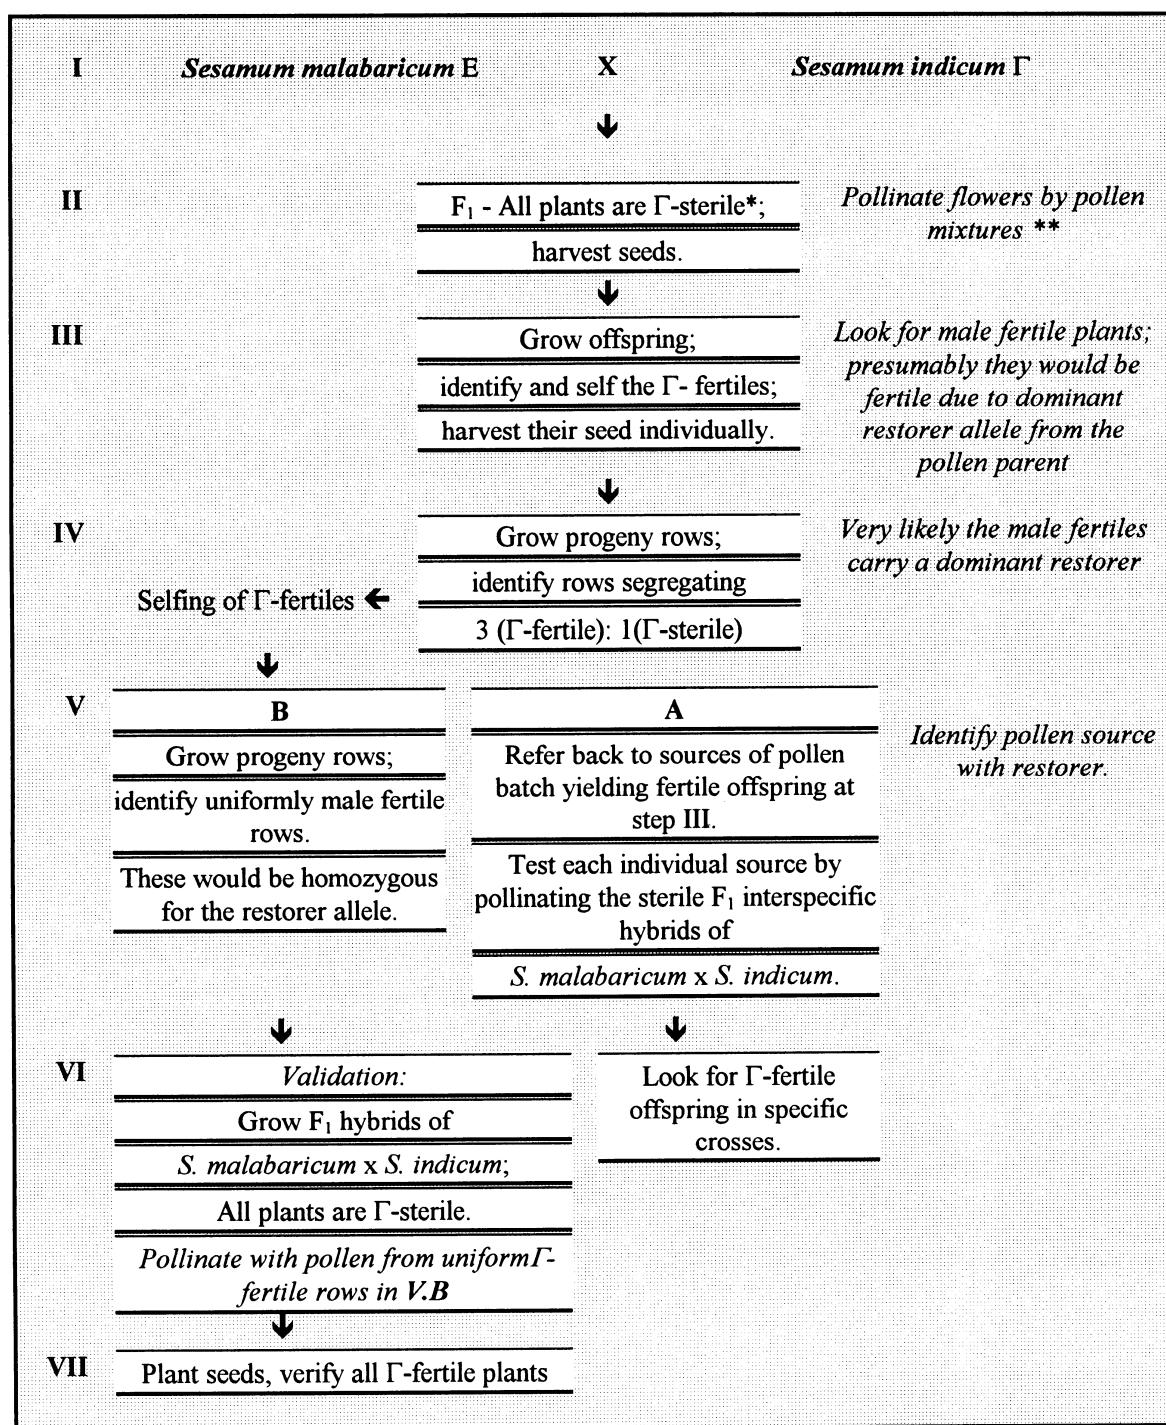 I Sesamum malabaricum E X Sesamum indicum Γ
II
F₁ - All plants are Γ-sterile*;
harvest seeds.
Pollinate flowers by pollen
mixtures **
III
Grow offspring;
identify and self the Γ- fertiles;
harvest their seed individually.
Look for male fertile plants;
presumably they would be
fertile due to dominant
restorer allele from the
pollen parent
IV
Grow progeny rows;
identify rows segregating
3 (Γ-fertile): 1(Γ-sterile)
Very likely the male fertiles
carry a dominant restorer
Selfing of Γ-fertiles
V
B
Grow progeny rows;
identify uniformly male fertile
rows.
These would be homozygous
for the restorer allele.
A
Refer back to sources of pollen
batch yielding fertile offspring at
step III.
Test each individual source by
pollinating the sterile F₁ interspecific
hybrids of
S. malabaricum x S. indicum.
Identify pollen source
with restorer.
VI
Validation:
Grow F₁ hybrids of
S. malabaricum x S. indicum;
All plants are Γ-sterile.
Pollinate with pollen from uniformΓ-
fertile rows in V.B
Look for Γ-fertile
offspring in specific
crosses.
VII
Plant seeds, verify all Γ-fertile plants